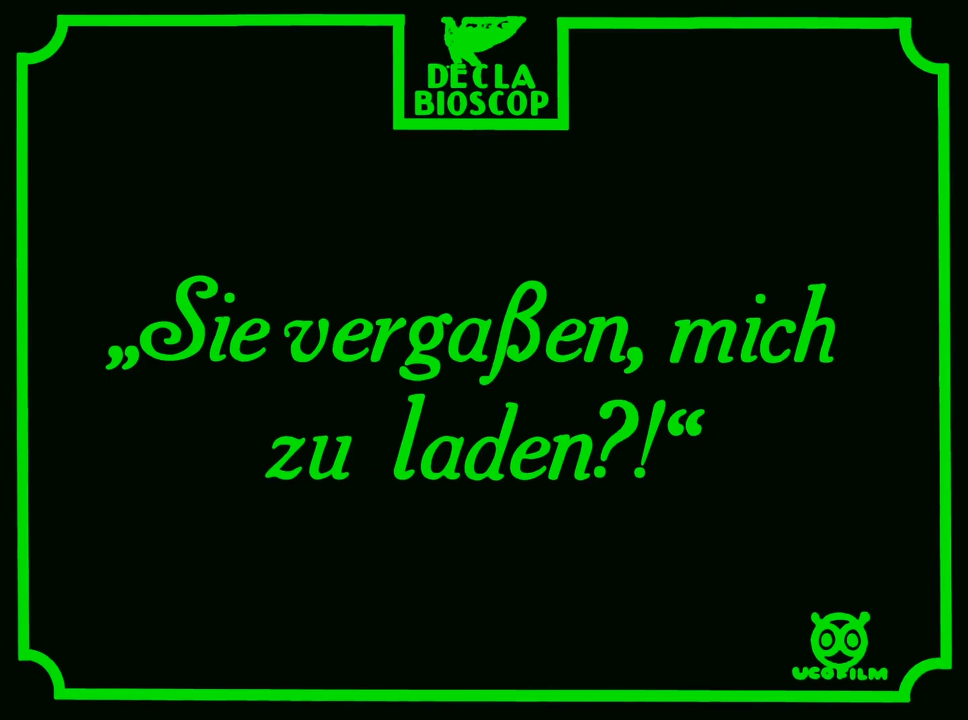 DECLA
BIOSCOP
„Sie vergaßen, mich
zu laden?!“
UCOFILM